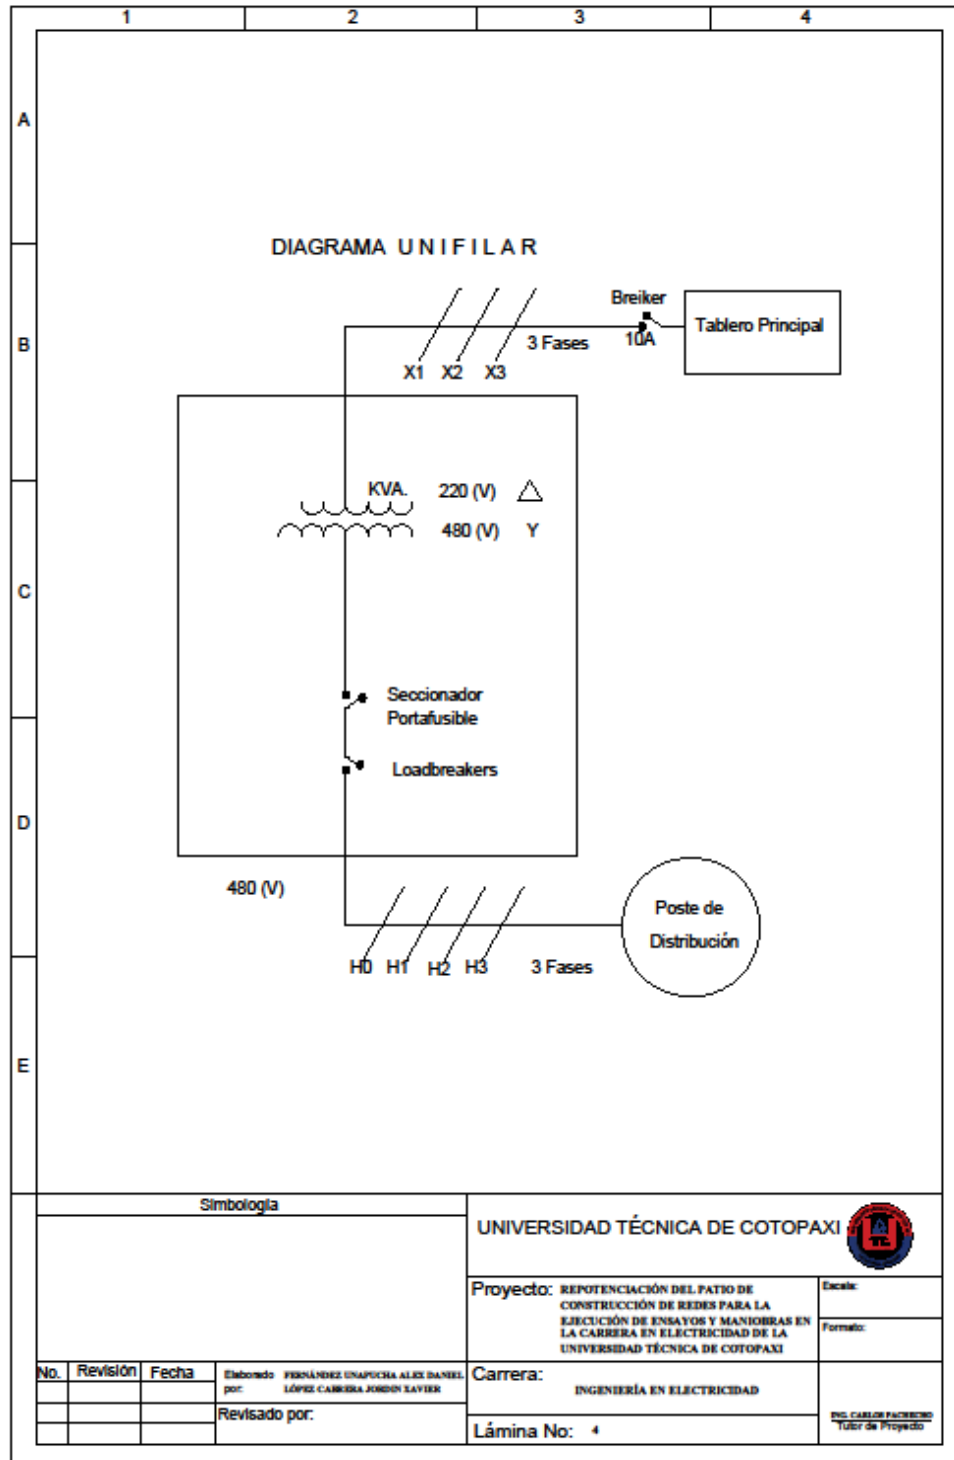 1 2 3 4
A
B
C
D
E
DIAGRAMA U N I F I L A R
Breiker
10A
Tablero Principal
3 Fases
X1 X2 X3
KVA. 220 (V)
480 (V) Y
Seccionador
Portafusible
Loadbreakers
480 (V)
Poste de
Distribución
H0 H1 H2 H3 3 Fases
Simbología
UNIVERSIDAD TÉCNICA DE COTOPAXI
Proyecto: REPOTENCIACIÓN DEL PATIO DE
CONSTRUCCIÓN DE REDES PARA LA
EJECUCIÓN DE ENSAYOS Y MANIOBRAS EN
LA CARRERA EN ELECTRICIDAD DE LA
UNIVERSIDAD TÉCNICA DE COTOPAXI
Escala:
Formato:
No. Revisión Fecha
Elaborado por: FERNÁNDEZ UNAPUCHA ALEX DANIEL
LÓPEZ CABRERA JORDIN XAVIER
Revisado por:
Carrera:
INGENIERÍA EN ELECTRICIDAD
Lámina No: 4
ING. CARLOS PACHECHO
Tutor de Proyecto